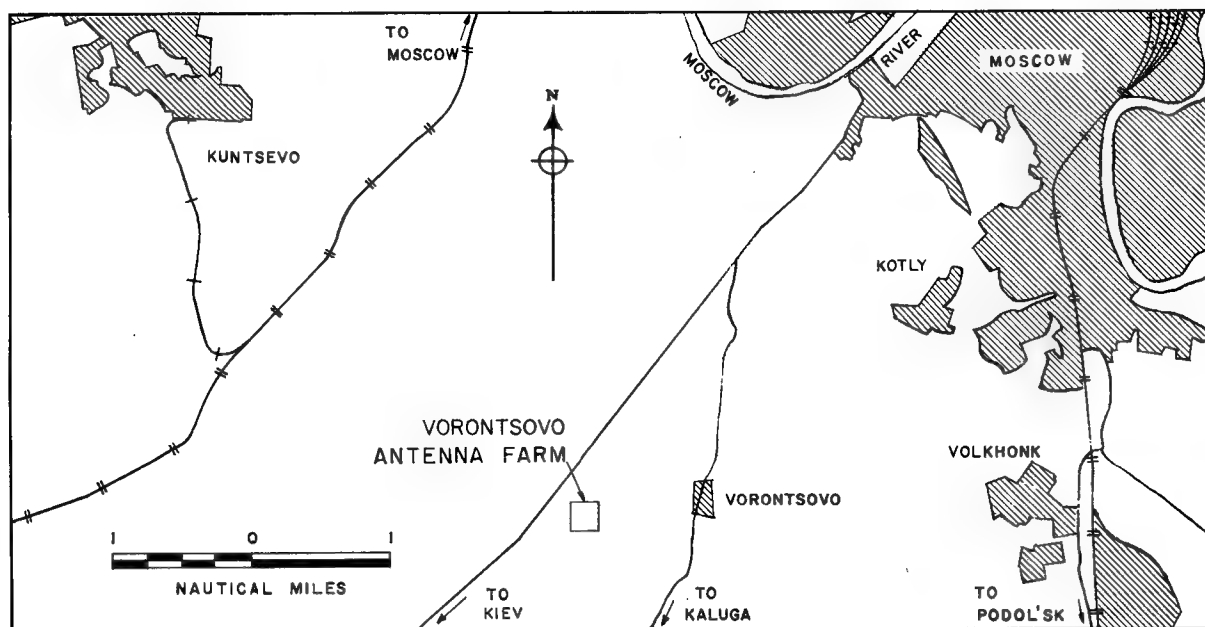 TO
MOSCOW
MOSCOW
RIVER
MOSCOW
N
KUNTSEVO
KOTLY
VORONTSOVO
ANTENNA FARM
VOLKHONK
VORONTSOVO
1 0 1
NAUTICAL MILES
TO
KIEV
TO
KALUGA
TO
PODOL'SK